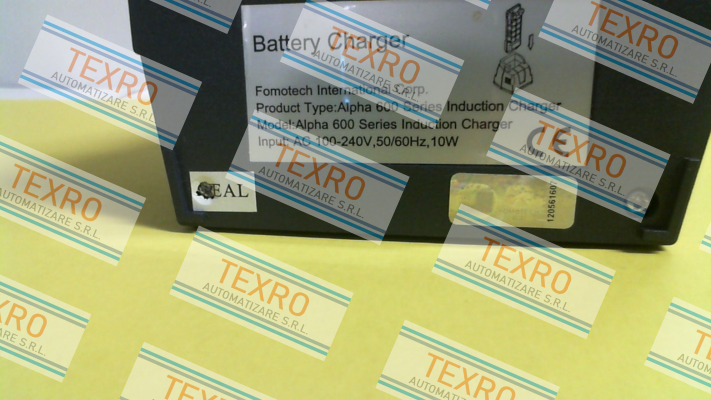 Battery Charger
Fomotech International Corp.
Product Type:Alpha 600 Series Induction Charger
Model:Alpha 600 Series Induction Charger
Input: AC 100-240V,50/60Hz,10W
CE
SEAL
TEXRO
AUTOMATIZARE S.R.L.